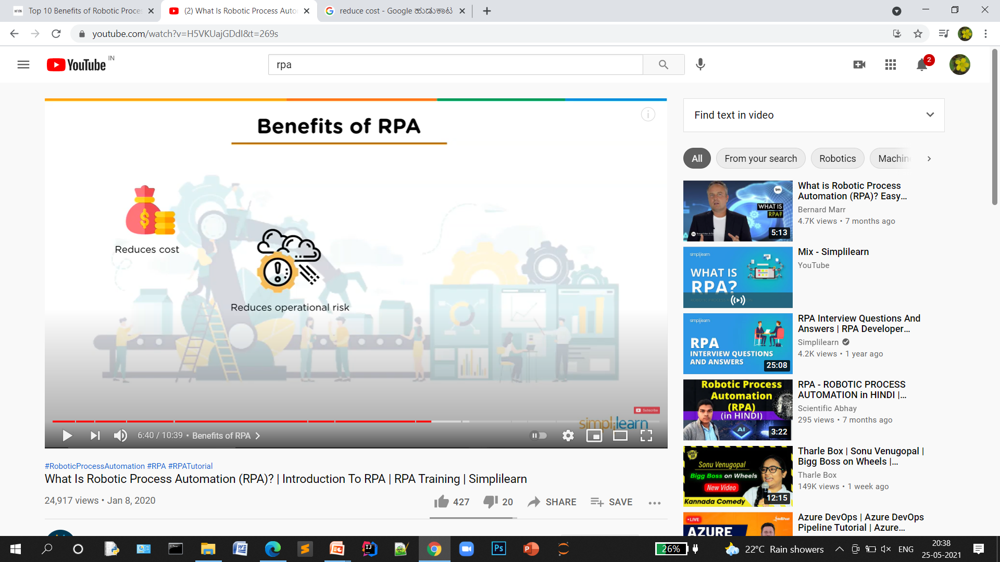 Top 10 Benefits of Robotic Proces
(2) What Is Robotic Process Auto
reduce cost - Google ಹುಡುಕಾಟ
youtube.com/watch?v=H5VKUajGDdI&t=269s
YouTube IN
rpa
2
Benefits of RPA
Reduces cost
Reduces operational risk
Subscribe
simplilearn
6:40 / 10:39 • Benefits of RPA
#RoboticProcessAutomation #RPA #RPATutorial
What Is Robotic Process Automation (RPA)? | Introduction To RPA | RPA Training | Simplilearn
24,917 views • Jan 8, 2020
427
20
SHARE
SAVE
Find text in video
All
From your search
Robotics
Machin
WHAT IS
RPA?
5:13
What is Robotic Process
Automation (RPA)? Easy...
Bernard Marr
4.7K views • 7 months ago
simplilearn
WHAT IS
RPA?
Mix - Simplilearn
YouTube
simplilearn
RPA
INTERVIEW QUESTIONS
AND ANSWERS
25:08
RPA Interview Questions And
Answers | RPA Developer...
Simplilearn
4.2K views • 1 year ago
Robotic Process
Automation
(RPA)
(in HINDI)
AI
3:22
RPA - ROBOTIC PROCESS
AUTOMATION in HINDI |...
Scientific Abhay
295 views • 7 months ago
Sonu Venugopal
Bigg Boss on Wheels
New Video
Kannada Comedy
12:15
Tharle Box | Sonu Venugopal |
Bigg Boss on Wheels |...
Tharle Box
149K views • 1 week ago
LIVE
AZURE
Azure DevOps | Azure DevOps
Pipeline Tutorial | Azure...
26%
22°C Rain showers
ENG
20:38
25-05-2021